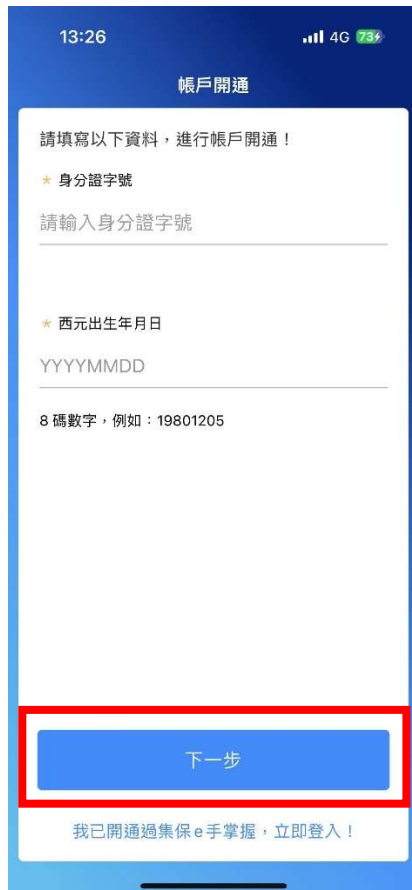 13:26
4G 73
帳戶開通
請填寫以下資料，進行帳戶開通！
* 身分證字號
請輸入身分證字號
* 西元出生年月日
YYYYMMDD
8 碼數字，例如：19801205
下一步
我已開通過集保e手掌握，立即登入！